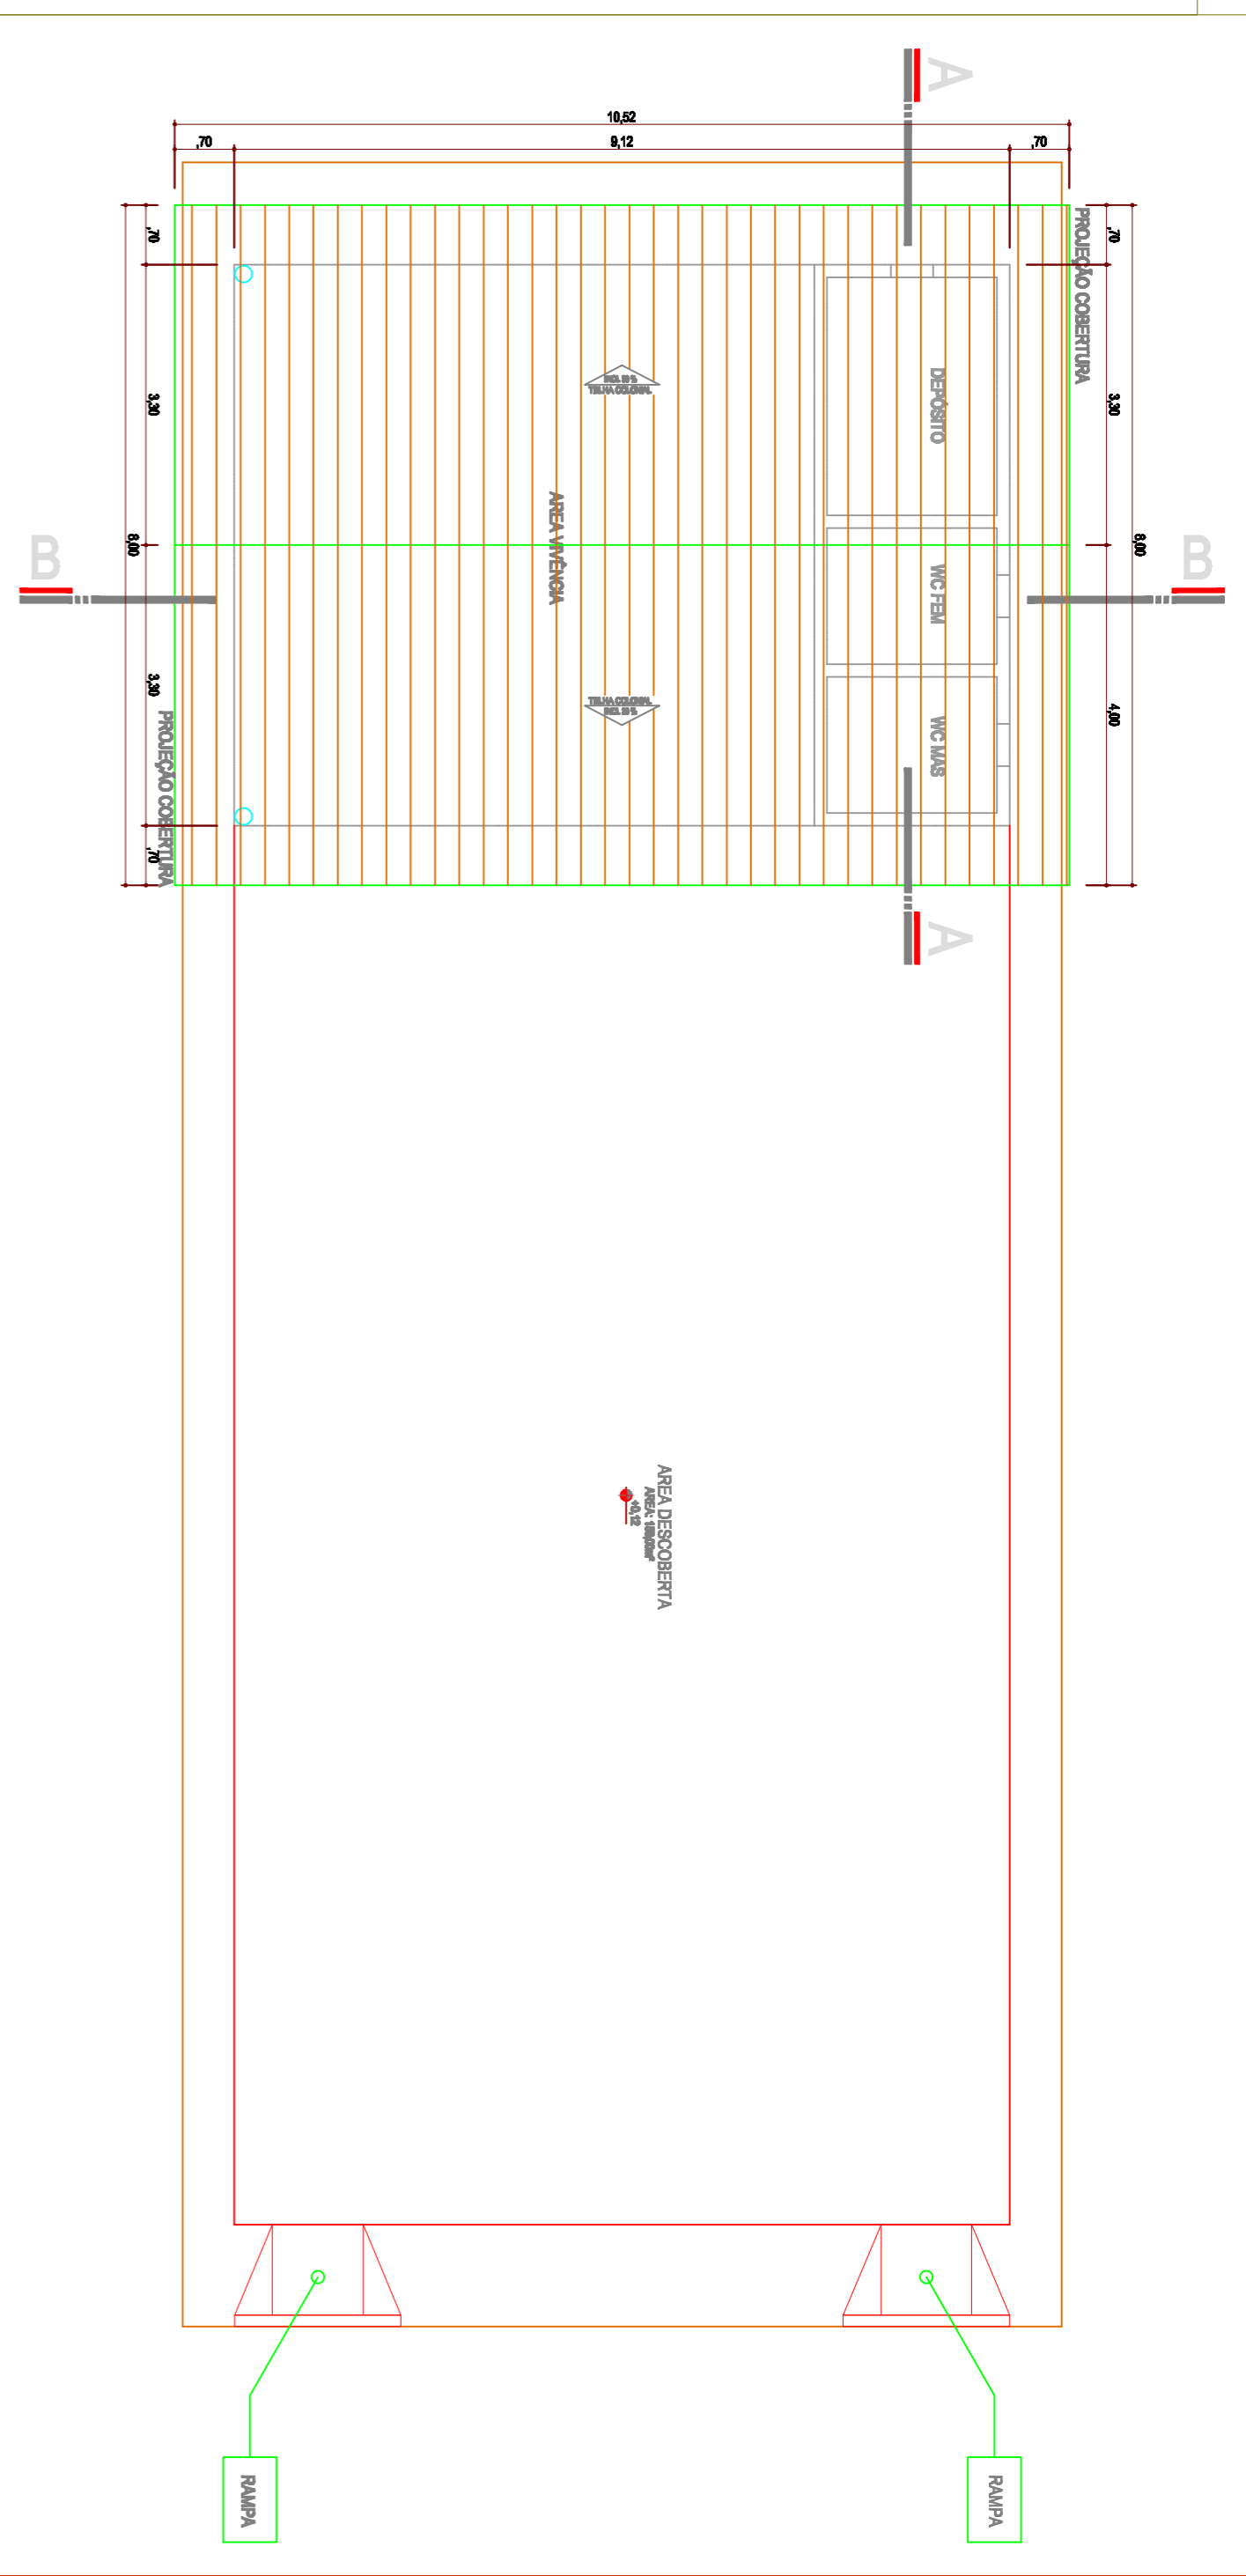 A
10,52
,70
9,12
,70
PROJEÇÃO COBERTURA
,70
3,30
8,00
4,00
,70
3,30
8,00
3,30
,70
DEPÓSITO
TELHA COLONIAL
AREA VIVÊNCIA
B
B
WC FEM
WC MAS
TELHA COLONIAL
PROJEÇÃO COBERTURA
A
AREA DESCOBERTA
AREA:
+0,12
RAMPA
RAMPA